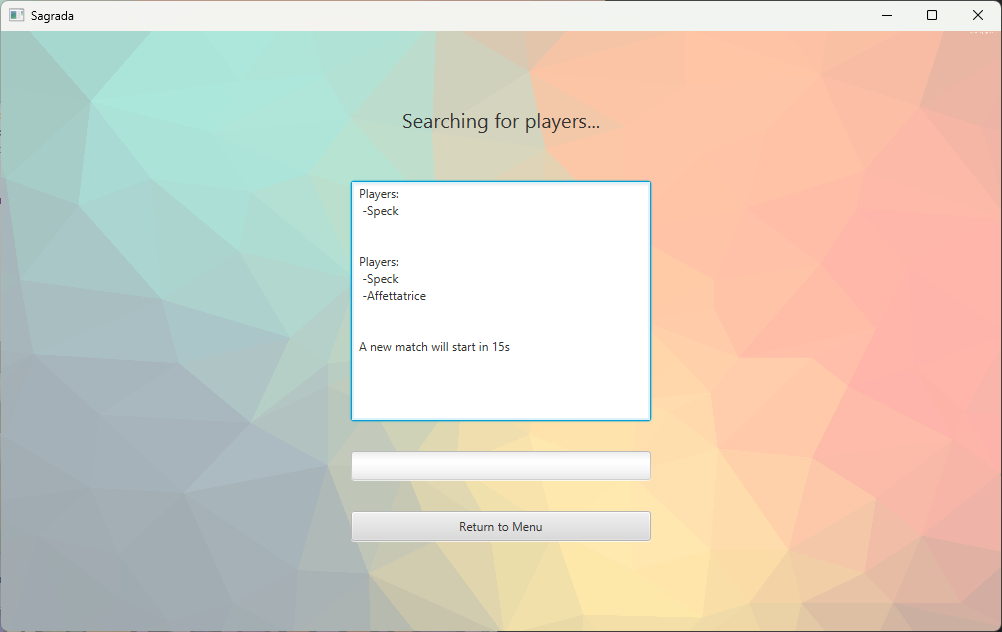 Sagrada
Searching for players...
Players:
-Speck
Players:
-Speck
-Affettatrice
A new match will start in 15s
Return to Menu